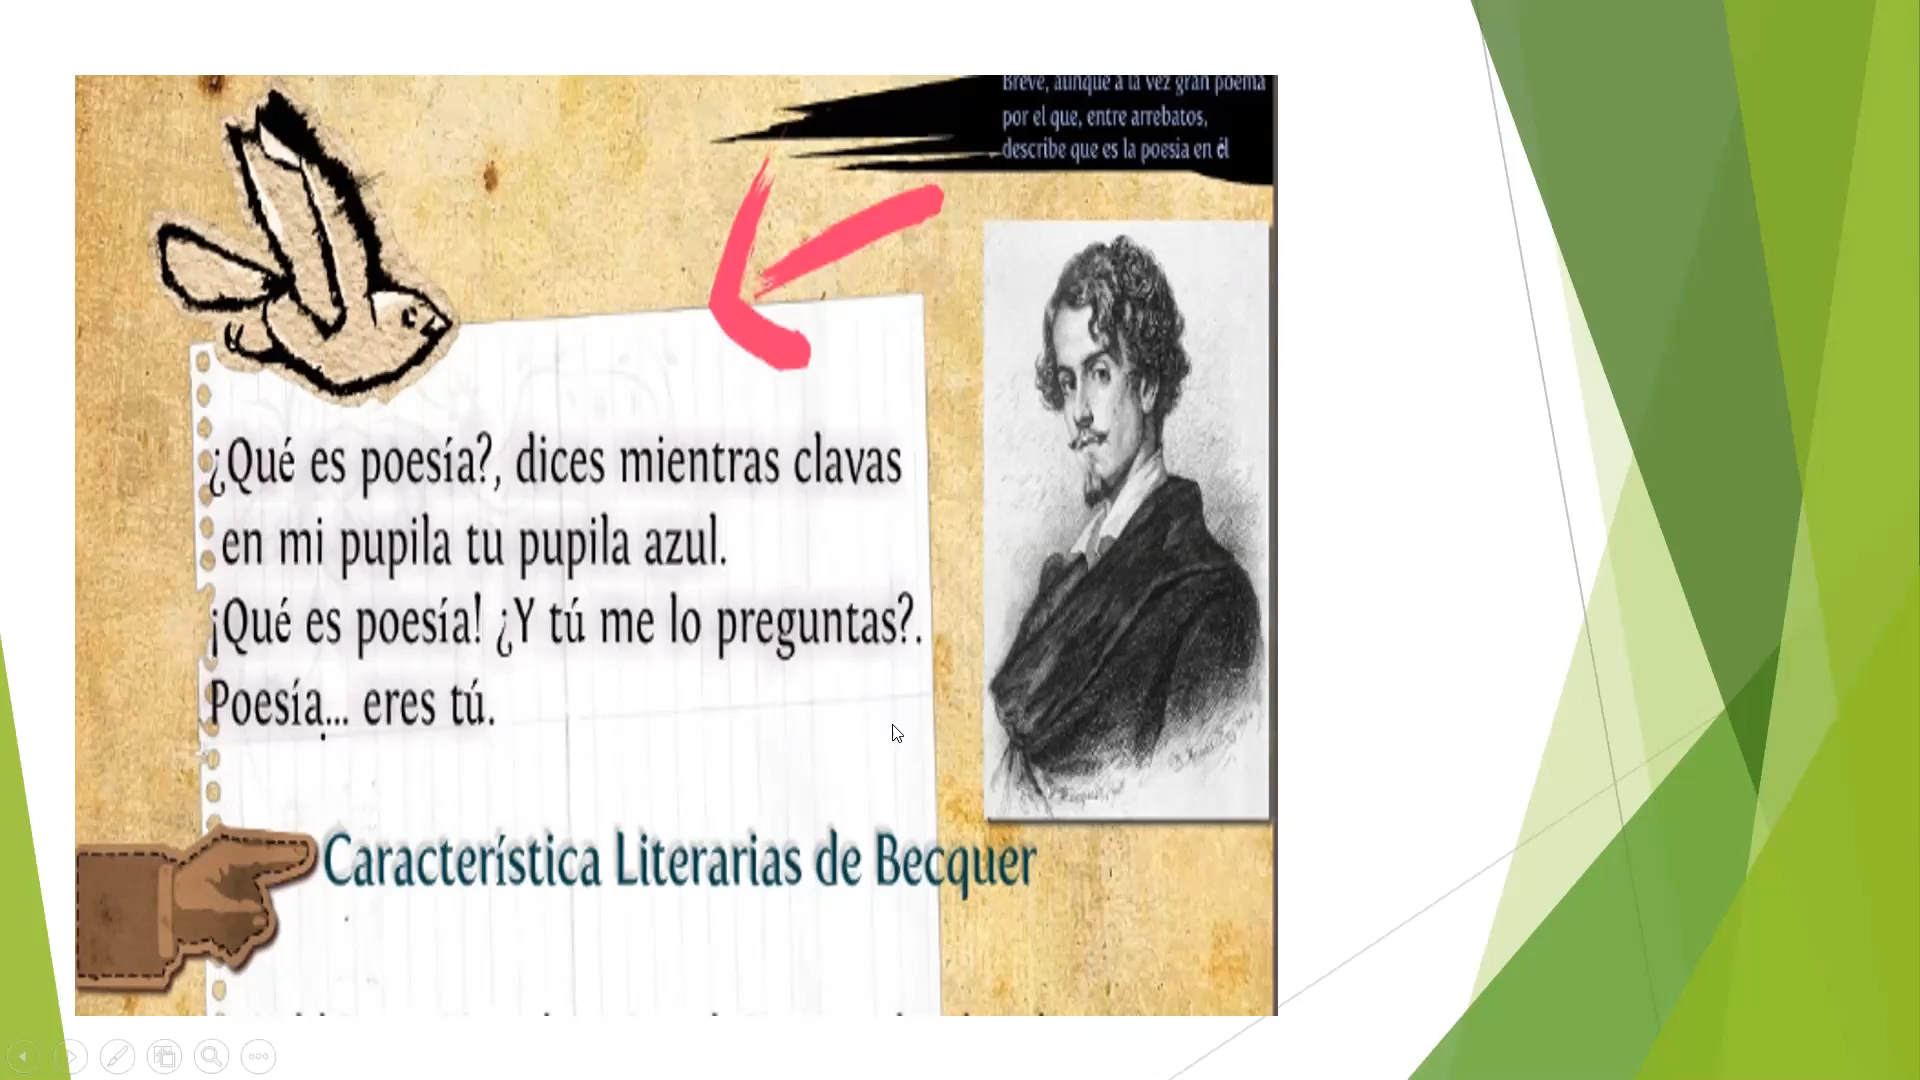 Breve, aunque a la vez gran poema
por el que, entre arrebatos,
describe que es la poesia en él
¿Qué es poesía?, dices mientras clavas
en mi pupila tu pupila azul.
¡Qué es poesía! ¿Y tú me lo preguntas?.
Poesía... eres tú.
Característica Literarias de Becquer